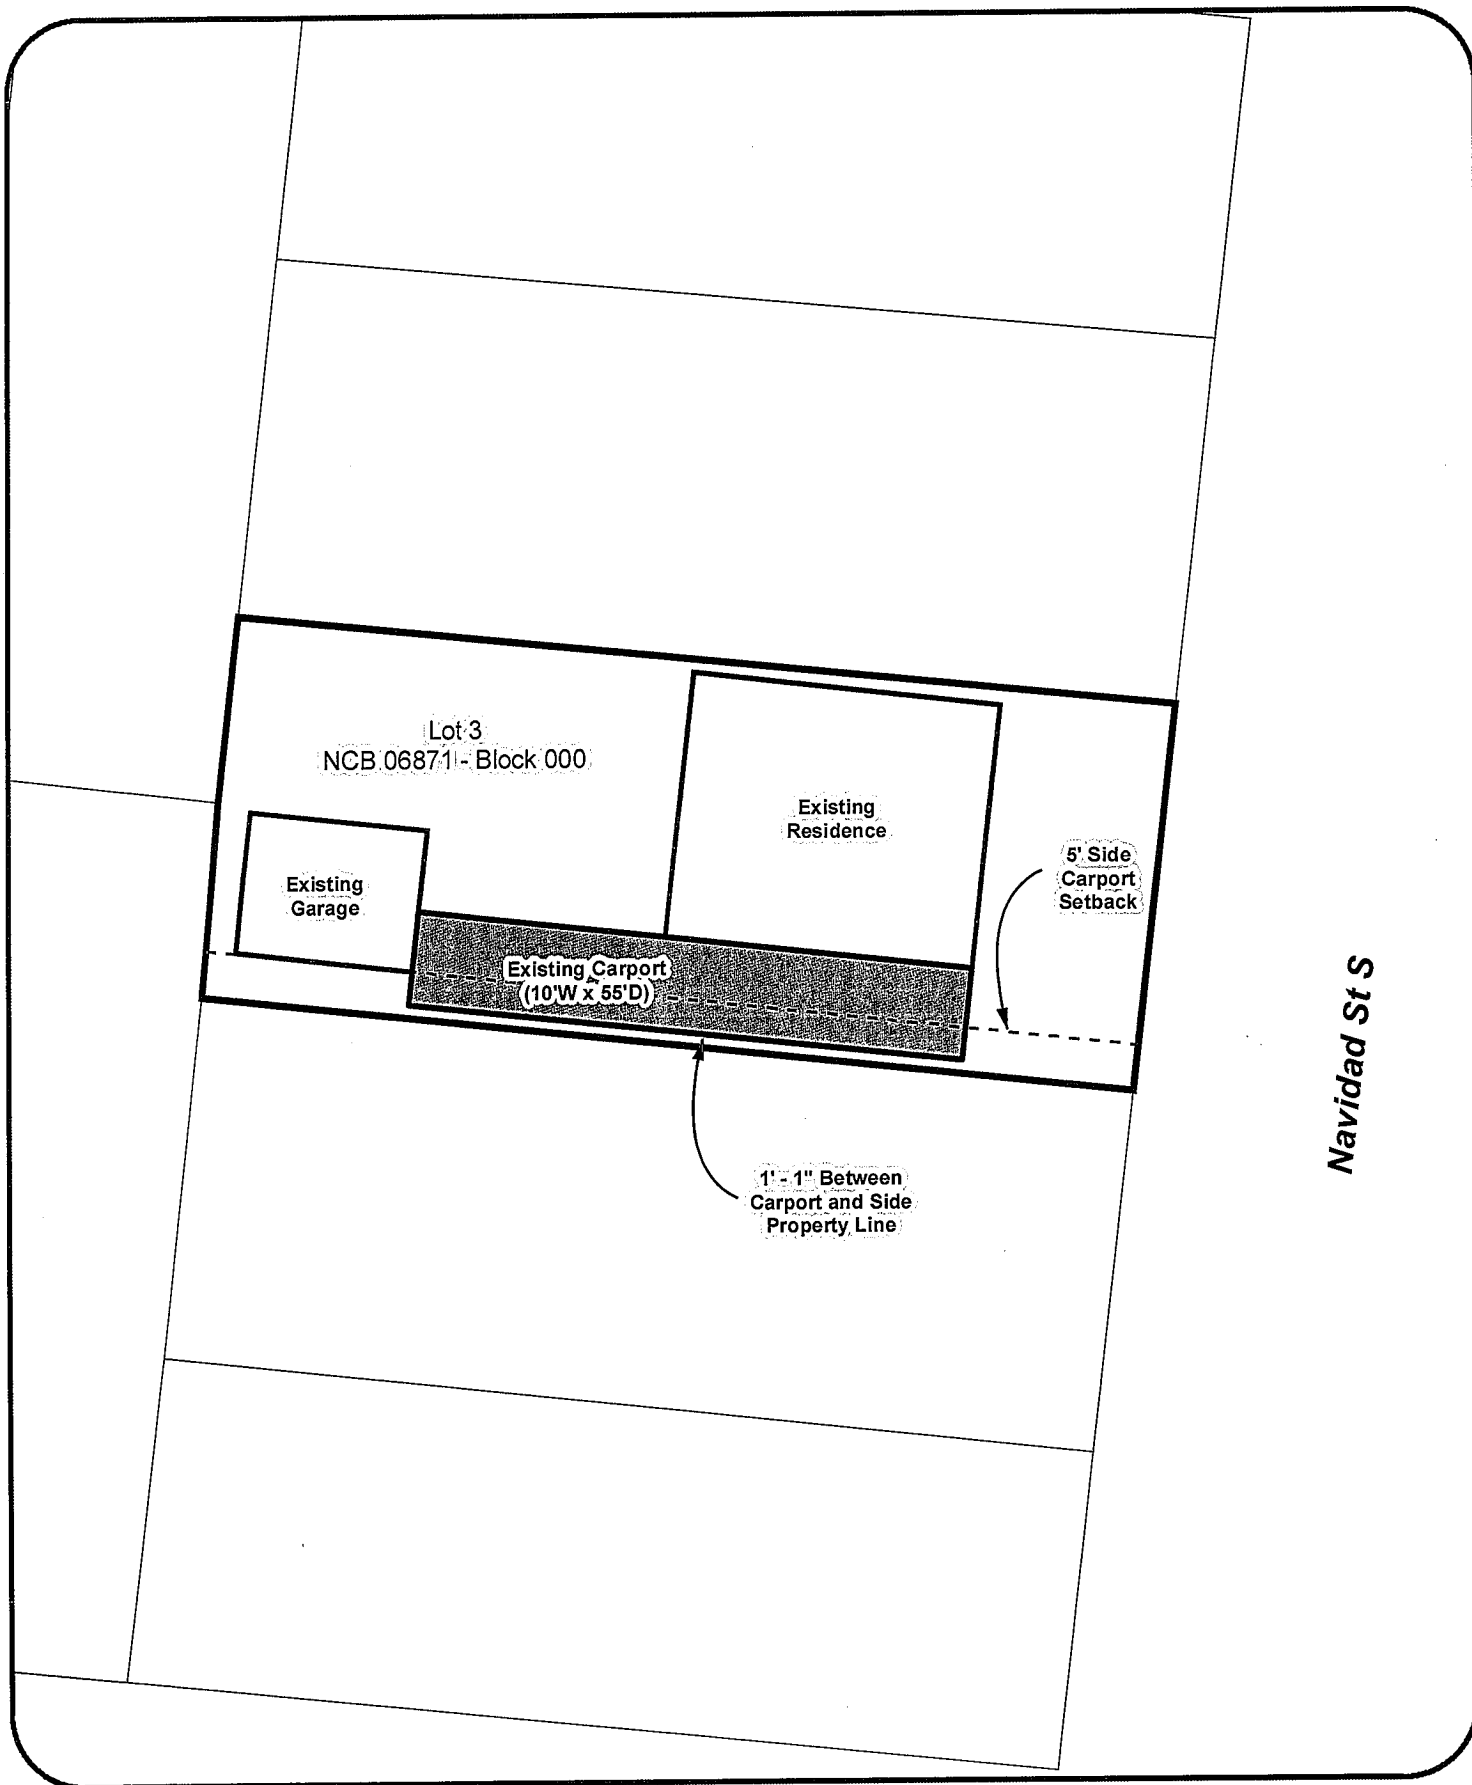 Lot 3
NCB 06871 - Block 000
Existing
Residence
5' Side
Carport
Setback
Existing
Garage
Existing Carport
(10'W x 55'D)
Navidad St S
1' - 1" Between
Carport and Side
Property Line